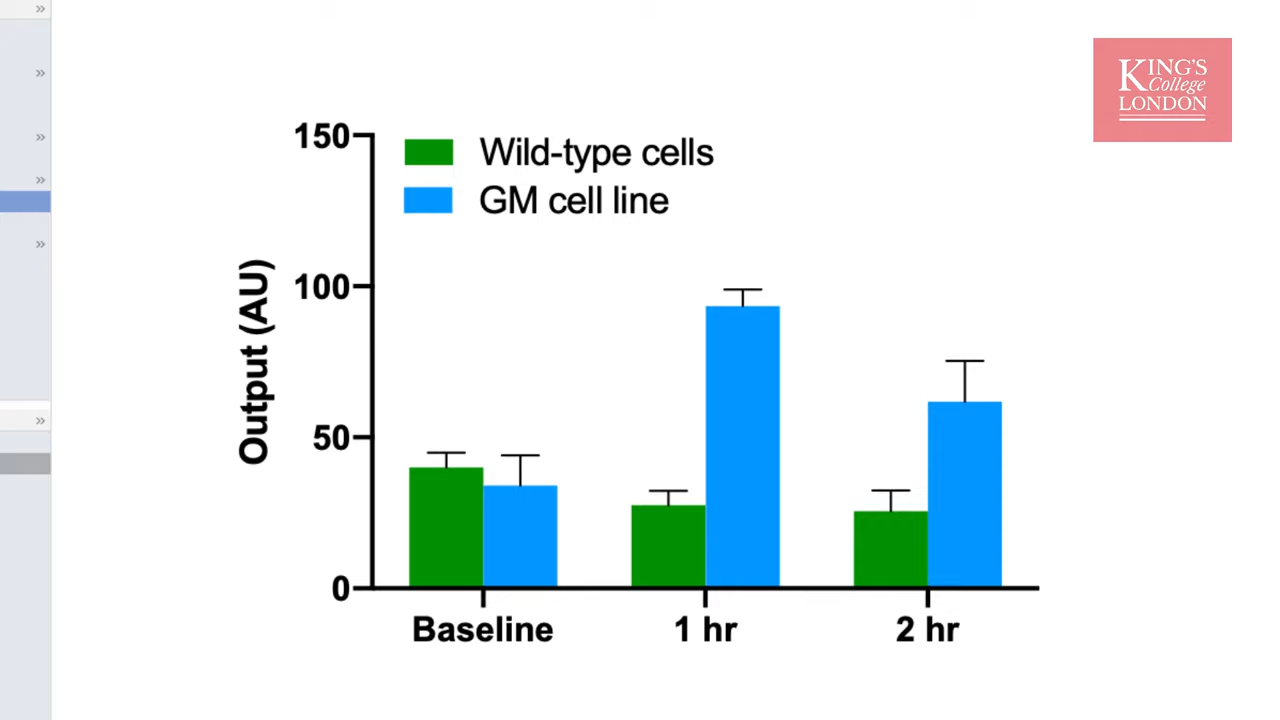 »
»
»
»
»
»
KING'S
College
LONDON
150
Wild-type cells
GM cell line
100
Output (AU)
50
0
Baseline 1 hr 2 hr